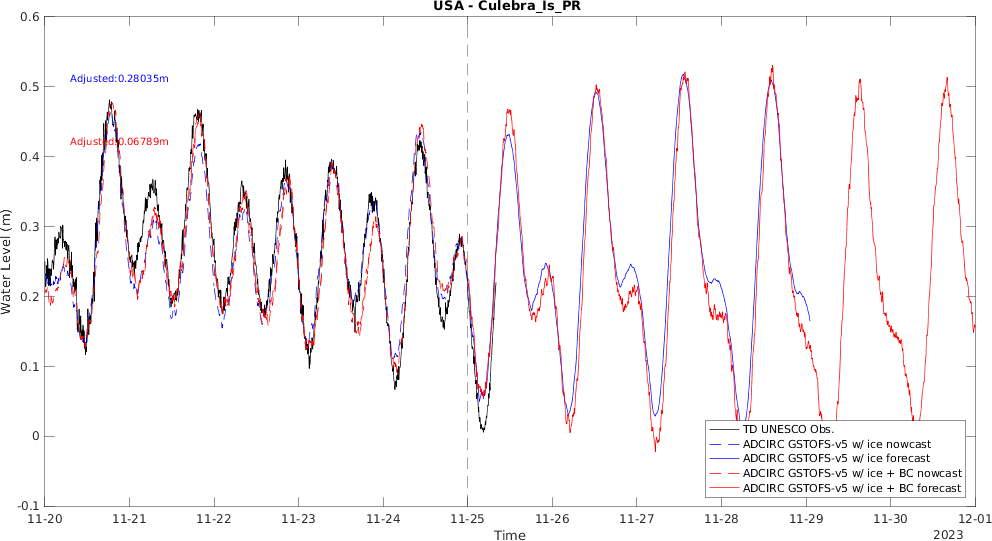 USA - Culebra_Is_PR
0.6
0.5
0.4
0.3
0.2
0.1
0
-0.1
Water Level (m)
Adjusted:0.28035m
Adjusted:0.06789m
TD UNESCO Obs.
ADCIRC GSTOFS-v5 w/ ice nowcast
ADCIRC GSTOFS-v5 w/ ice forecast
ADCIRC GSTOFS-v5 w/ ice + BC nowcast
ADCIRC GSTOFS-v5 w/ ice + BC forecast
11-20 11-21 11-22 11-23 11-24 11-25 11-26 11-27 11-28 11-29 11-30 12-01
Time
2023